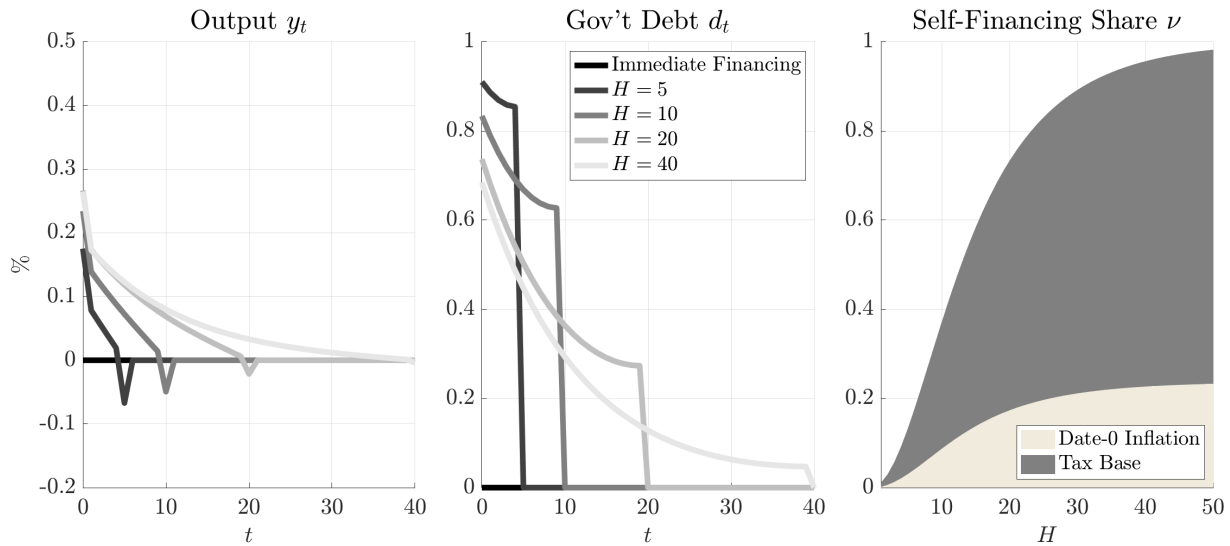 Output y_t
0.5
0.4
0.3
0.2
0.1
0
-0.1
-0.2
%
0 10 20 30 40
t
Gov't Debt d_t
1
0.8
0.6
0.4
0.2
0
Immediate Financing
H = 5
H = 10
H = 20
H = 40
0 10 20 30 40
t
Self-Financing Share ν
1
0.8
0.6
0.4
0.2
0
Date-0 Inflation
Tax Base
10 20 30 40 50
H